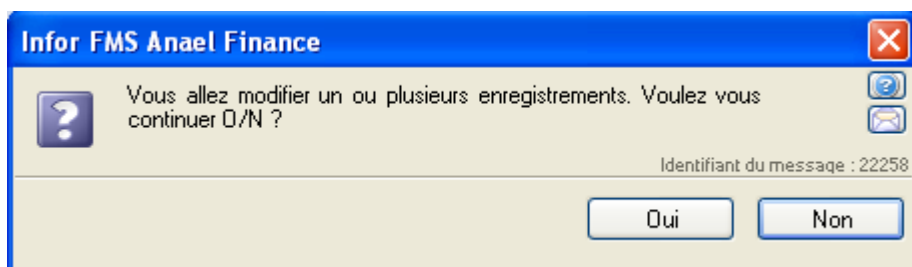 Infor FMS Anael Finance
Vous allez modifier un ou plusieurs enregistrements. Voulez vous
continuer O/N ?
Identifiant du message : 22258
Oui
Non